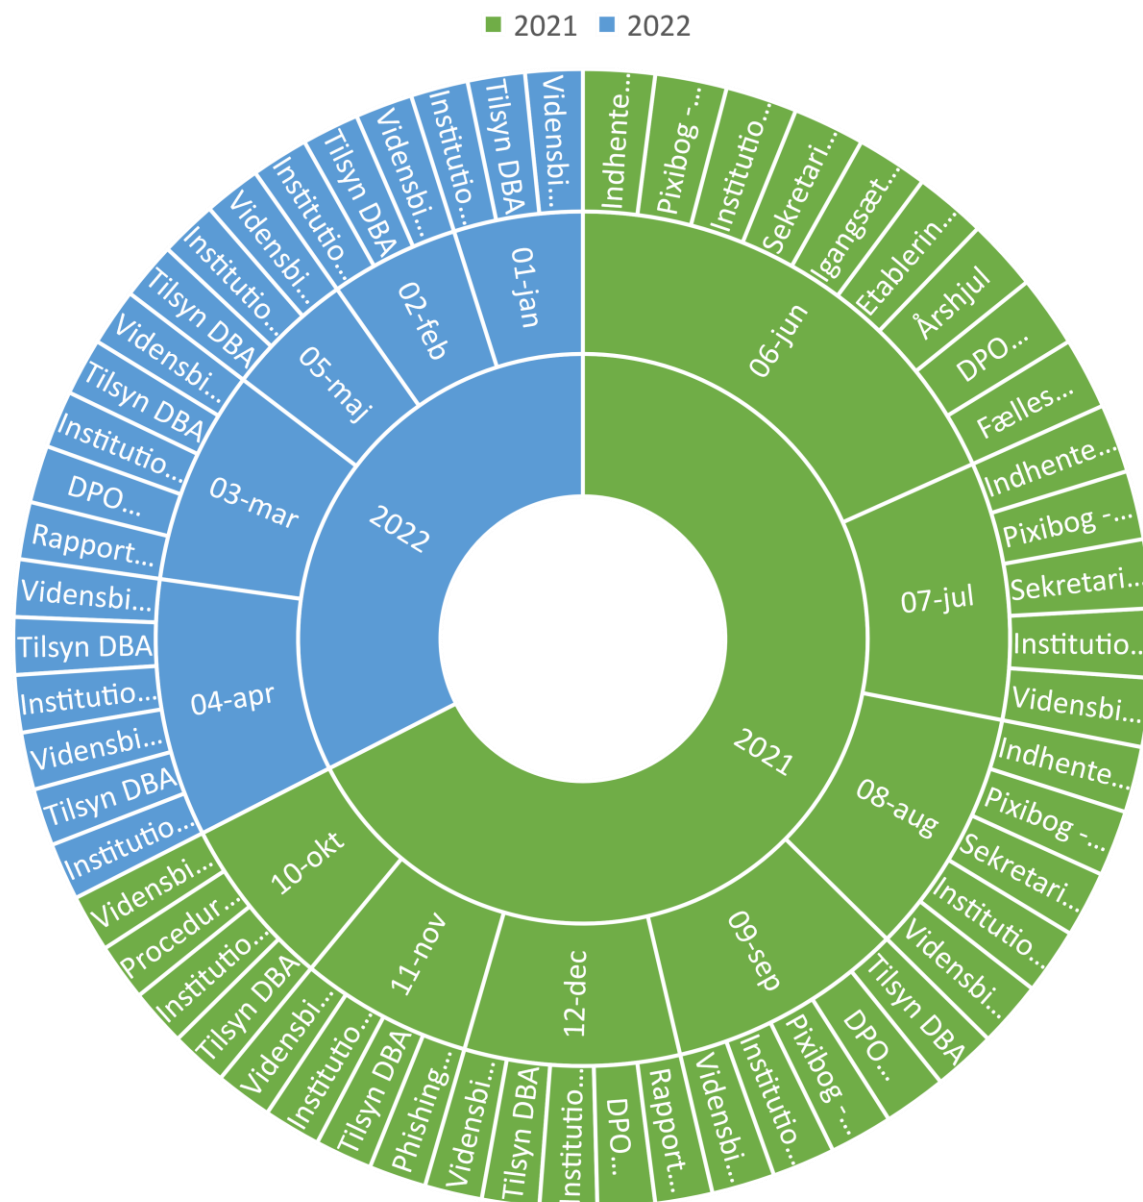 2021 2022
2021
06-jun
Indhente...
Pixibog -...
Institutio...
Sekretari...
Igangsæt...
Etablerin...
Årshjul
DPO...
Fælles...
07-jul
Indhente...
Pixibog -...
Sekretari...
Institutio...
Vidensbi...
08-aug
Indhente...
Pixibog -...
Sekretari...
Institutio...
Vidensbi...
09-sep
Tilsyn DBA
DPO...
Pixibog -...
Institutio...
Vidensbi...
12-dec
Rapport...
DPO...
Institutio...
Tilsyn DBA
Vidensbi...
11-nov
Phishing...
Tilsyn DBA
Institutio...
Vidensbi...
10-okt
Tilsyn DBA
Institutio...
Procedur...
Vidensbi...
2022
04-apr
Institutio...
Tilsyn DBA
Vidensbi...
Institutio...
Tilsyn DBA
Vidensbi...
03-mar
Rapport...
DPO...
Institutio...
Tilsyn DBA
Vidensbi...
05-maj
Tilsyn DBA
Institutio...
Vidensbi...
02-feb
Institutio...
Tilsyn DBA
Vidensbi...
01-jan
Institutio...
Tilsyn DBA
Vidensbi...